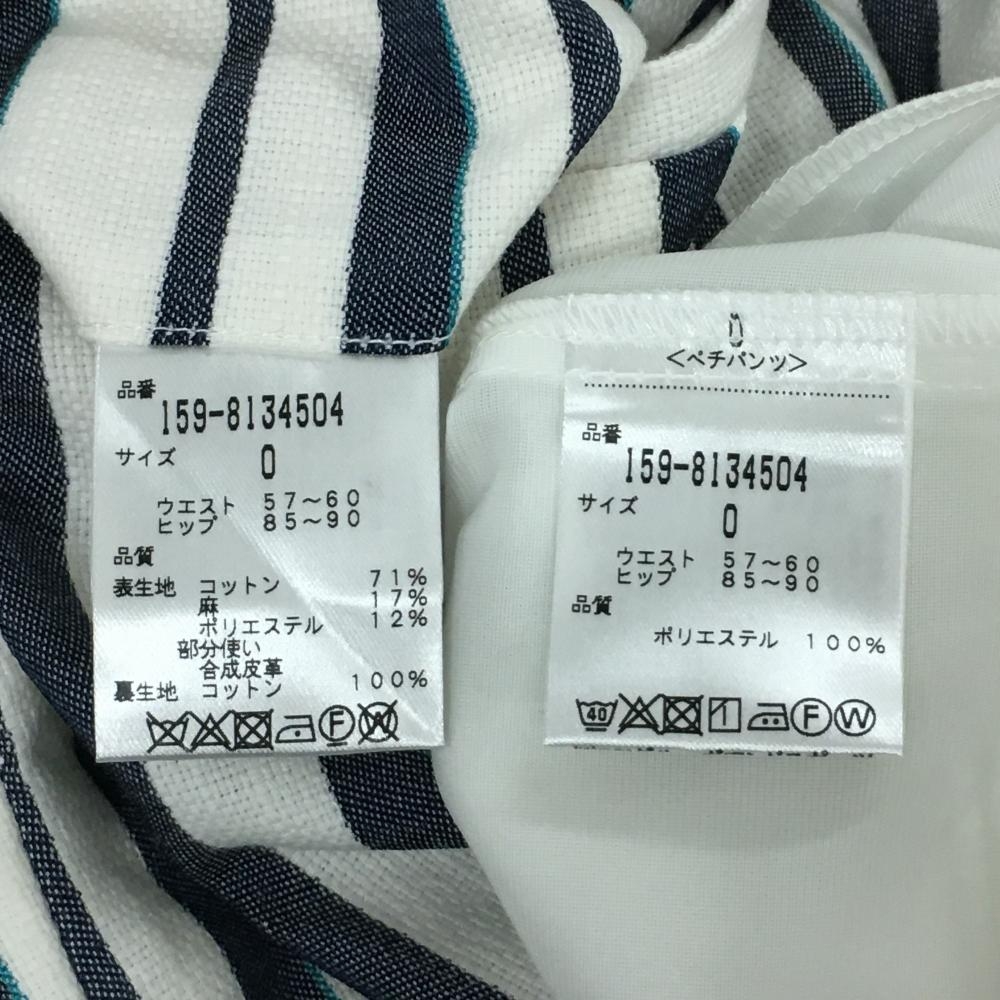 品番
159-8134504
サイズ 0
ウエスト 57～60
ヒップ 85～90
品質
表生地 コットン 71%
麻 17%
ポリエステル 12%
部分使い
合成皮革
裏生地 コットン 100%
F W
0
<ペチパンツ>
品番
159-8134504
サイズ 0
ウエスト 57～60
ヒップ 85～90
品質
ポリエステル 100%
40 F W